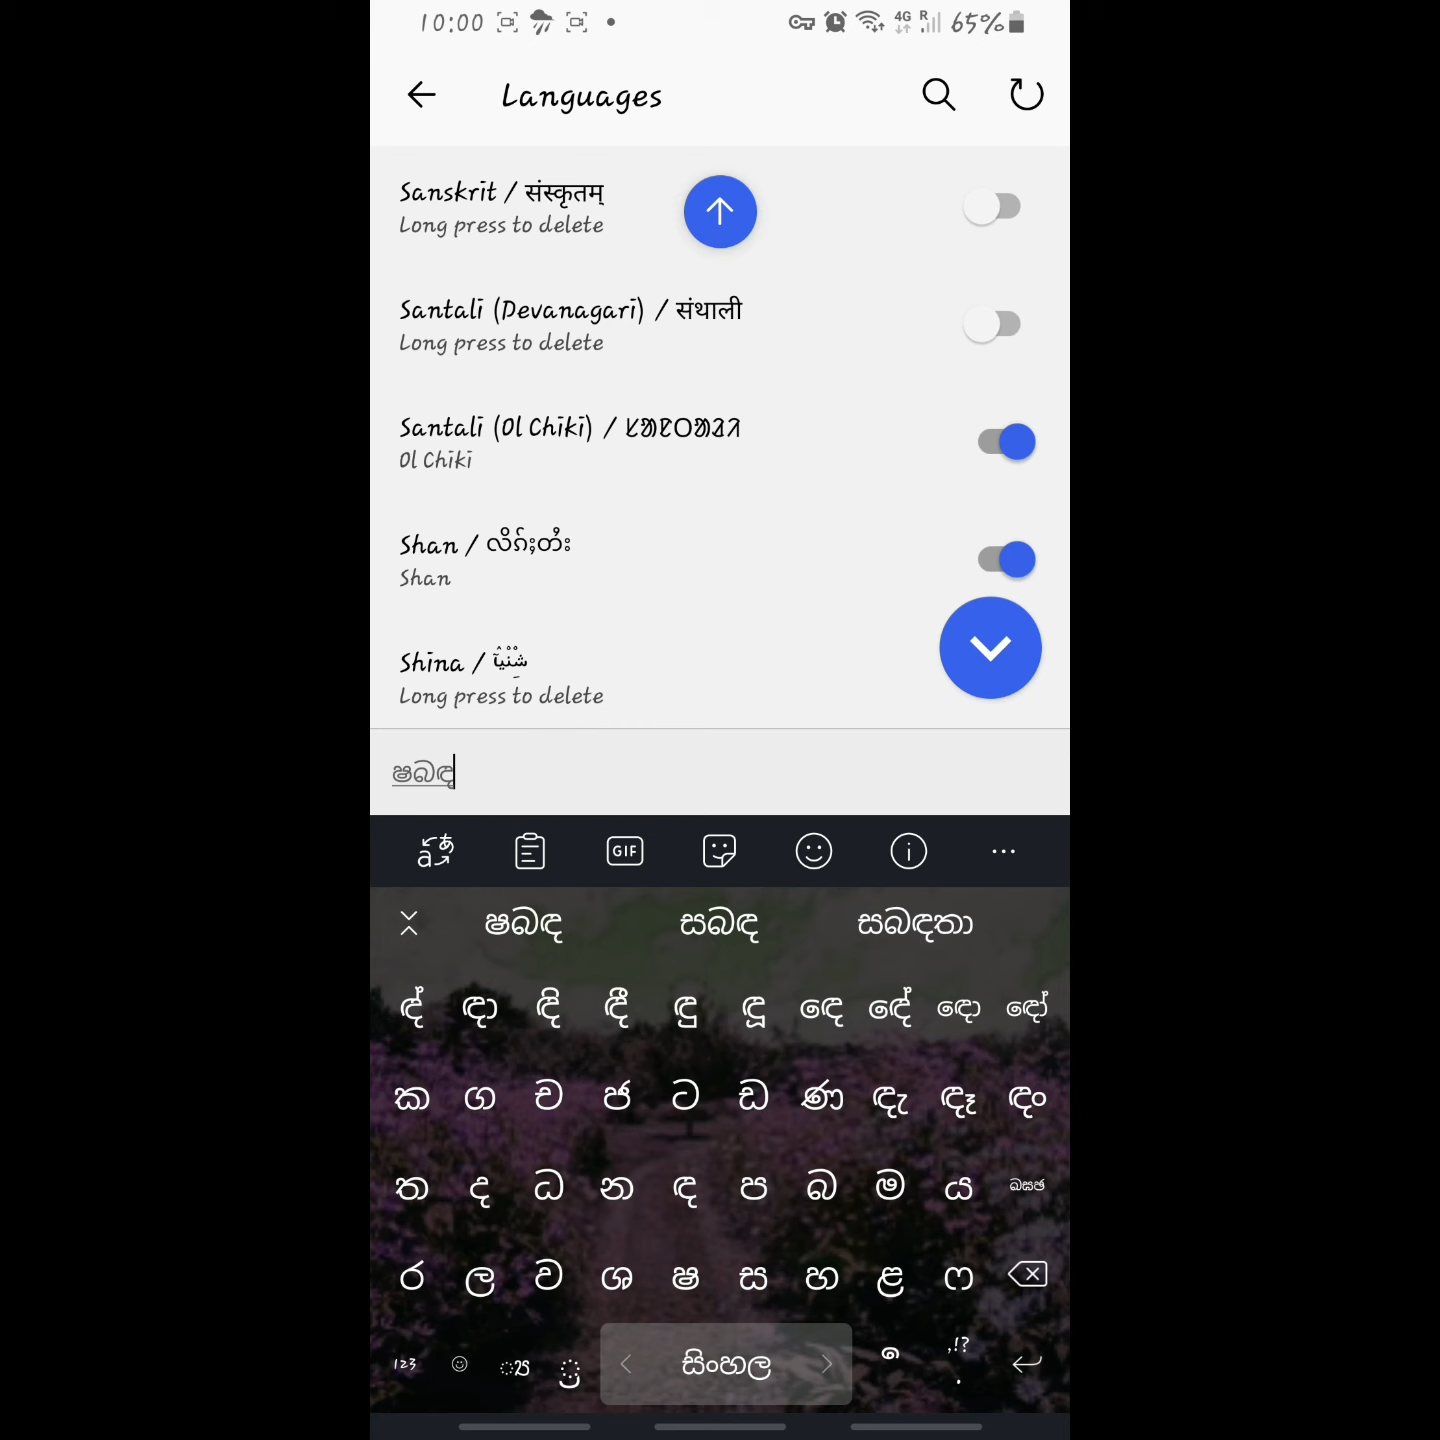 10:00 4G R 65%
Languages
Sanskrit / संस्कृतम्
Long press to delete
Santali (Devanagari) / संथाली
Long press to delete
Santali (Ol Chiki) / ᱥᱟᱱᱛᱟᱲᱤ
Ol Chiki
Shan / လိၵ်ႈတႆး
Shan
Shina /
Long press to delete
ෂබඳ
GIF
ෂබඳ සබඳ සබඳතා
ඳ් ඳා ඳි ඳී ඳු ඳූ ඳෙ ඳේ ඳො ඳෝ
ක ග ච ජ ට ඩ ණ ඳැ ඳෑ ඳං
ත ද ධ න ඳ ප බ ම ය ඛඝඡ
ර ල ව ශ ෂ ස හ ළ ෆ
123 ්‍ය ්‍ර සිංහල ෙ ,!? .